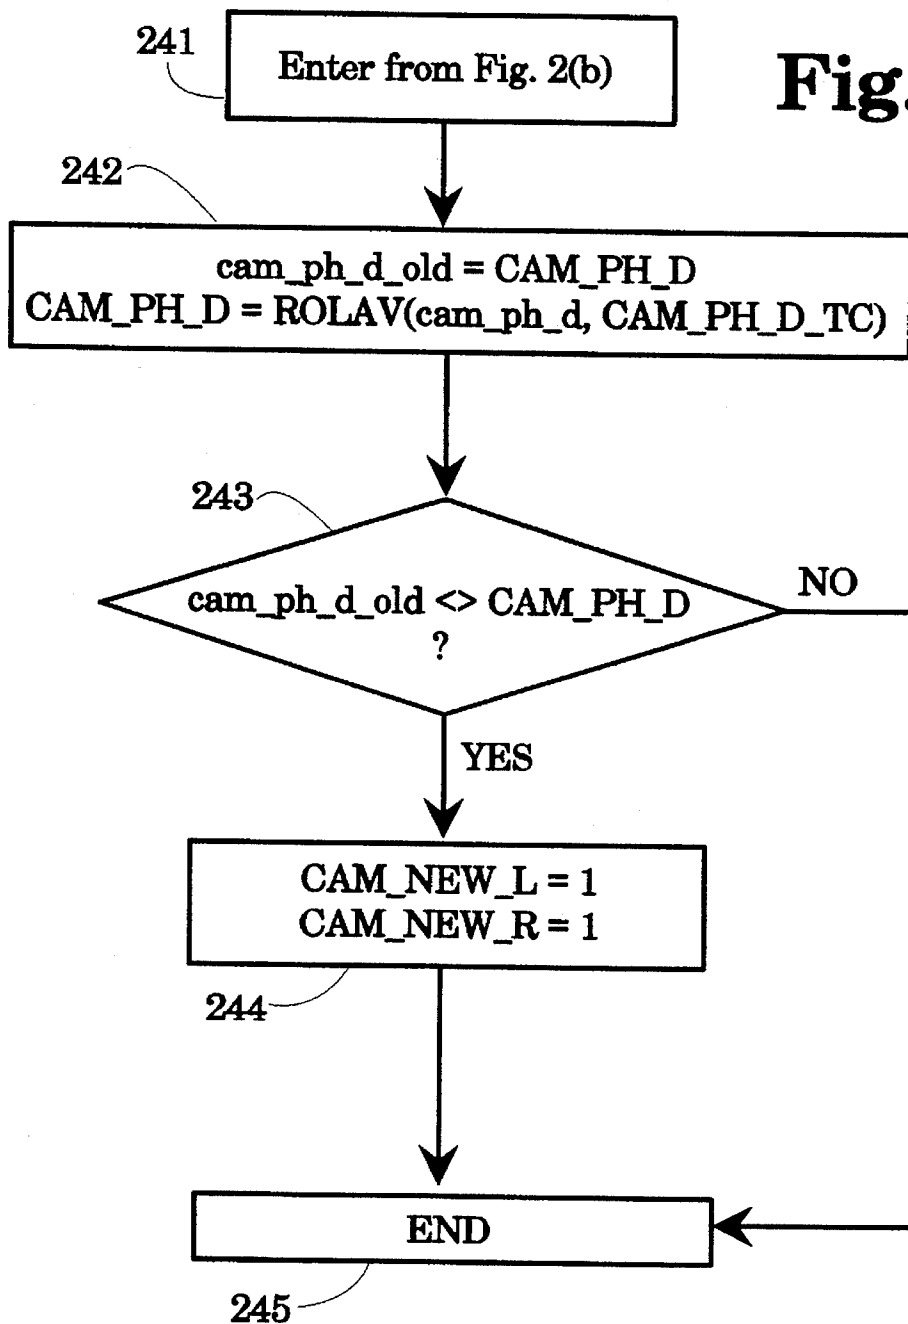 241
Enter from Fig. 2(b)
Fig.
242
cam_ph_d_old = CAM_PH_D
CAM_PH_D = ROLAV(cam_ph_d, CAM_PH_D_TC)
243
cam_ph_d_old <> CAM_PH_D
?
NO
YES
CAM_NEW_L = 1
CAM_NEW_R = 1
244
END
245